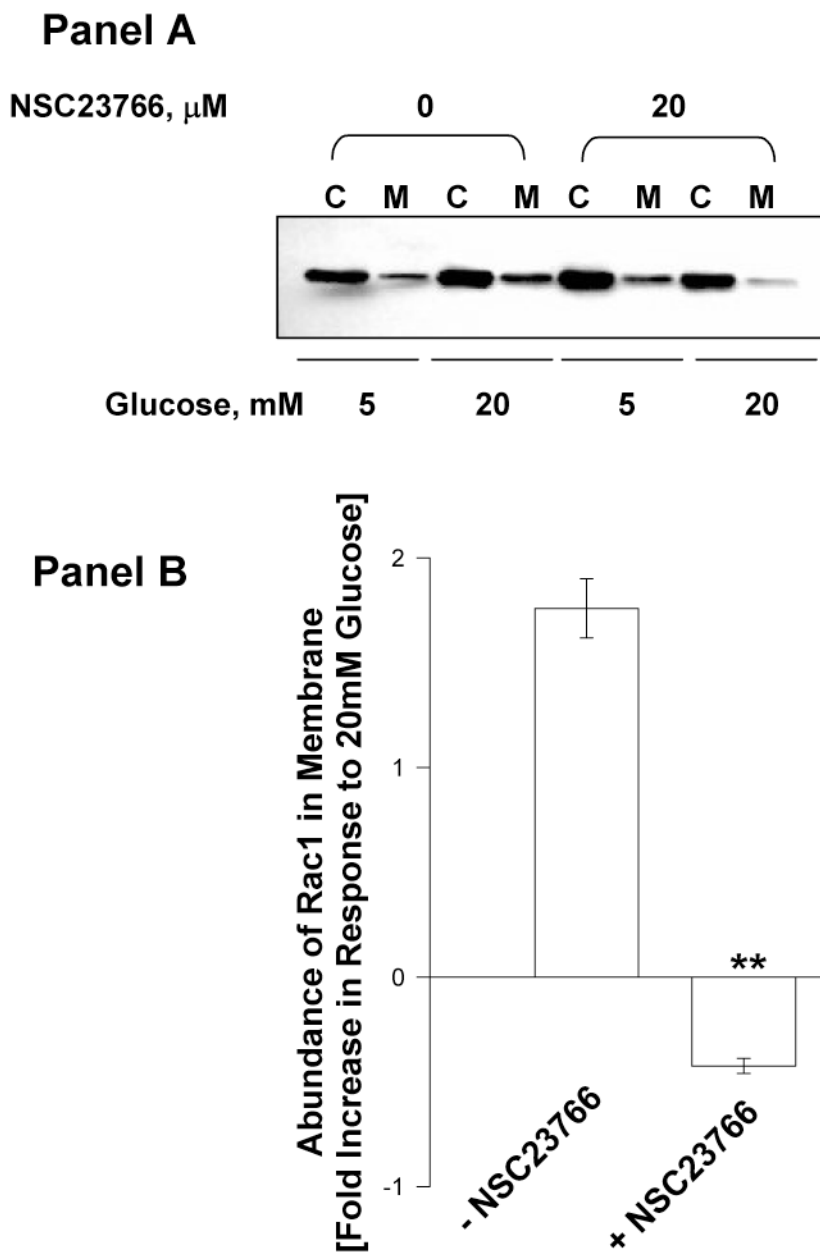 Panel A
NSC23766, μM 0 20
C M C M C M C M
Glucose, mM 5 20 5 20
Panel B
Abundance of Rac1 in Membrane
[Fold Increase in Response to 20mM Glucose]
2
1
0
-1
**
- NSC23766
+ NSC23766